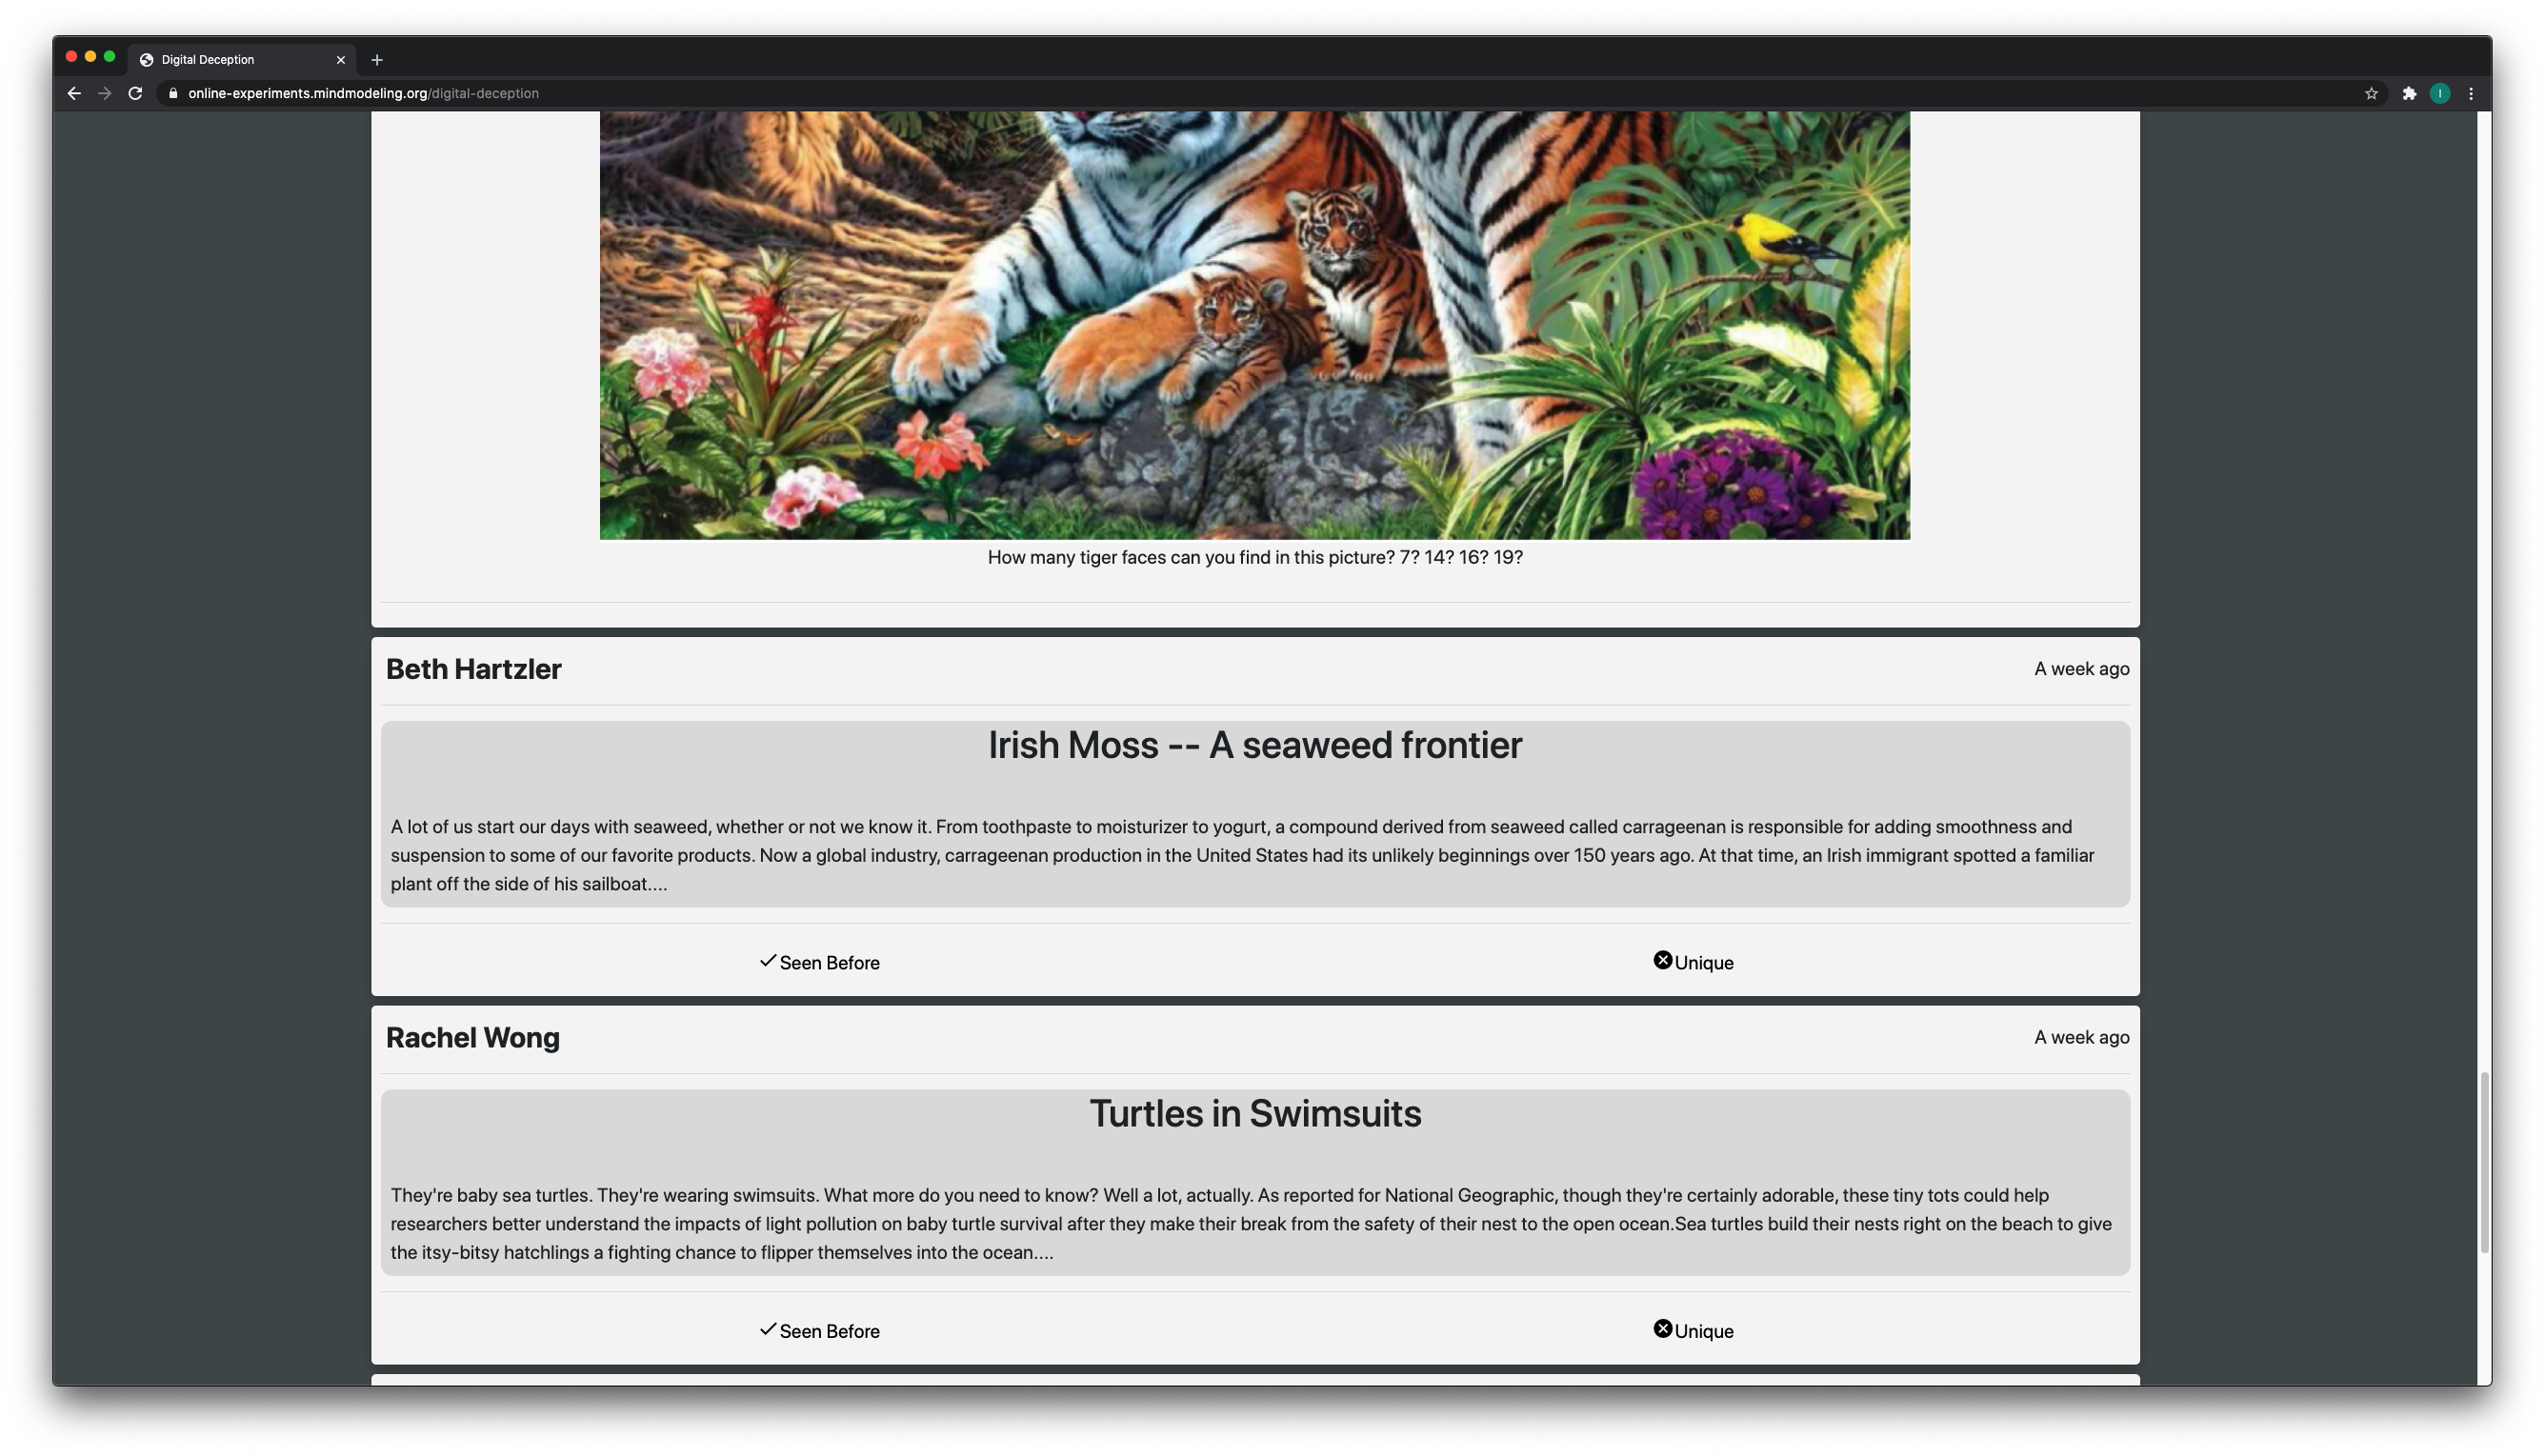 Digital Deception
online-experiments.mindmodeling.org/digital-deception
I
How many tiger faces can you find in this picture? 7? 14? 16? 19?
Beth Hartzler
A week ago
Irish Moss -- A seaweed frontier
A lot of us start our days with seaweed, whether or not we know it. From toothpaste to moisturizer to yogurt, a compound derived from seaweed called carrageenan is responsible for adding smoothness and
suspension to some of our favorite products. Now a global industry, carrageenan production in the United States had its unlikely beginnings over 150 years ago. At that time, an Irish immigrant spotted a familiar
plant off the side of his sailboat....
Seen Before
Unique
Rachel Wong
A week ago
Turtles in Swimsuits
They're baby sea turtles. They're wearing swimsuits. What more do you need to know? Well a lot, actually. As reported for National Geographic, though they're certainly adorable, these tiny tots could help
researchers better understand the impacts of light pollution on baby turtle survival after they make their break from the safety of their nest to the open ocean.Sea turtles build their nests right on the beach to give
the itsy-bitsy hatchlings a fighting chance to flipper themselves into the ocean....
Seen Before
Unique